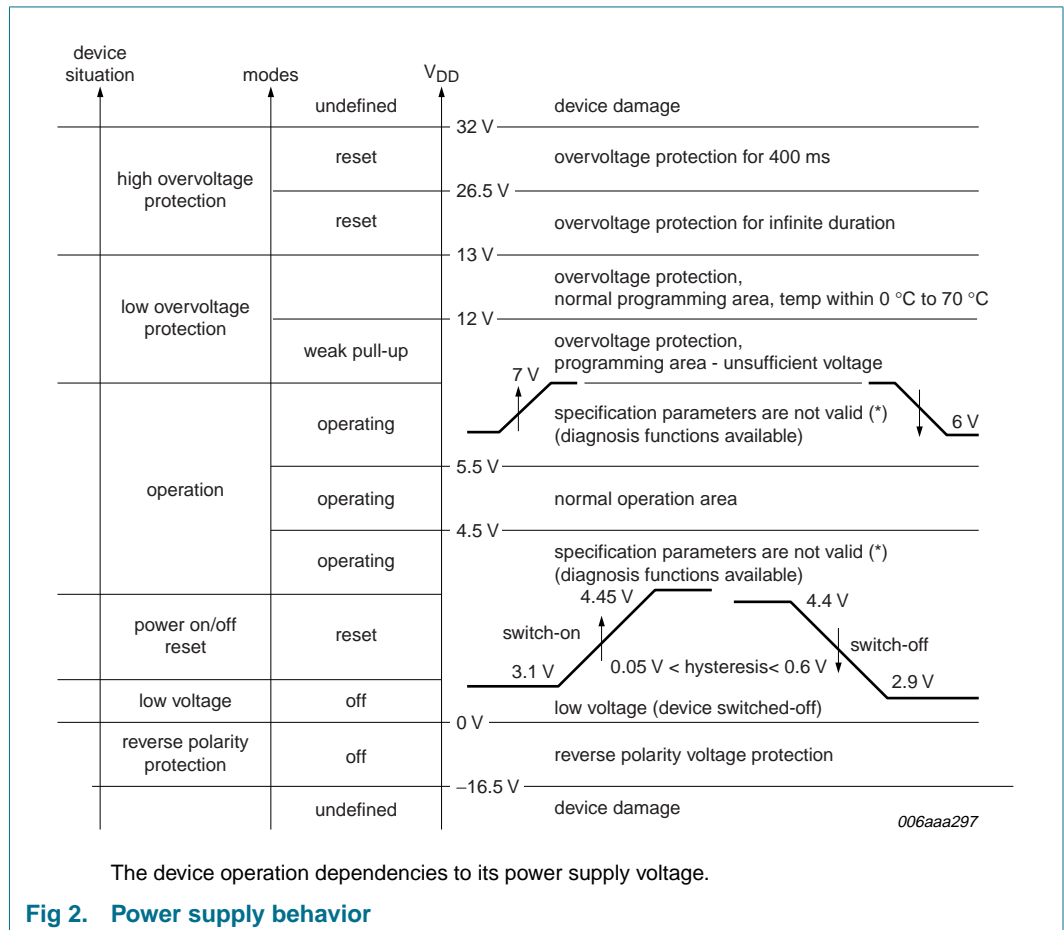 device
situation
modes
VDD
undefined
device damage
32 V
high overvoltage
protection
reset
overvoltage protection for 400 ms
26.5 V
reset
overvoltage protection for infinite duration
13 V
low overvoltage
protection
overvoltage protection,
normal programming area, temp within 0 °C to 70 °C
12 V
weak pull-up
overvoltage protection,
programming area - unsufficient voltage
7 V
operation
operating
specification parameters are not valid (*)
(diagnosis functions available)
6 V
5.5 V
operating
normal operation area
4.5 V
operating
specification parameters are not valid (*)
(diagnosis functions available)
4.45 V
4.4 V
power on/off
reset
reset
switch-on
switch-off
3.1 V
0.05 V < hysteresis< 0.6 V
2.9 V
low voltage
off
low voltage (device switched-off)
0 V
reverse polarity
protection
off
reverse polarity voltage protection
−16.5 V
undefined
device damage
006aaa297
The device operation dependencies to its power supply voltage.
Fig 2. Power supply behavior